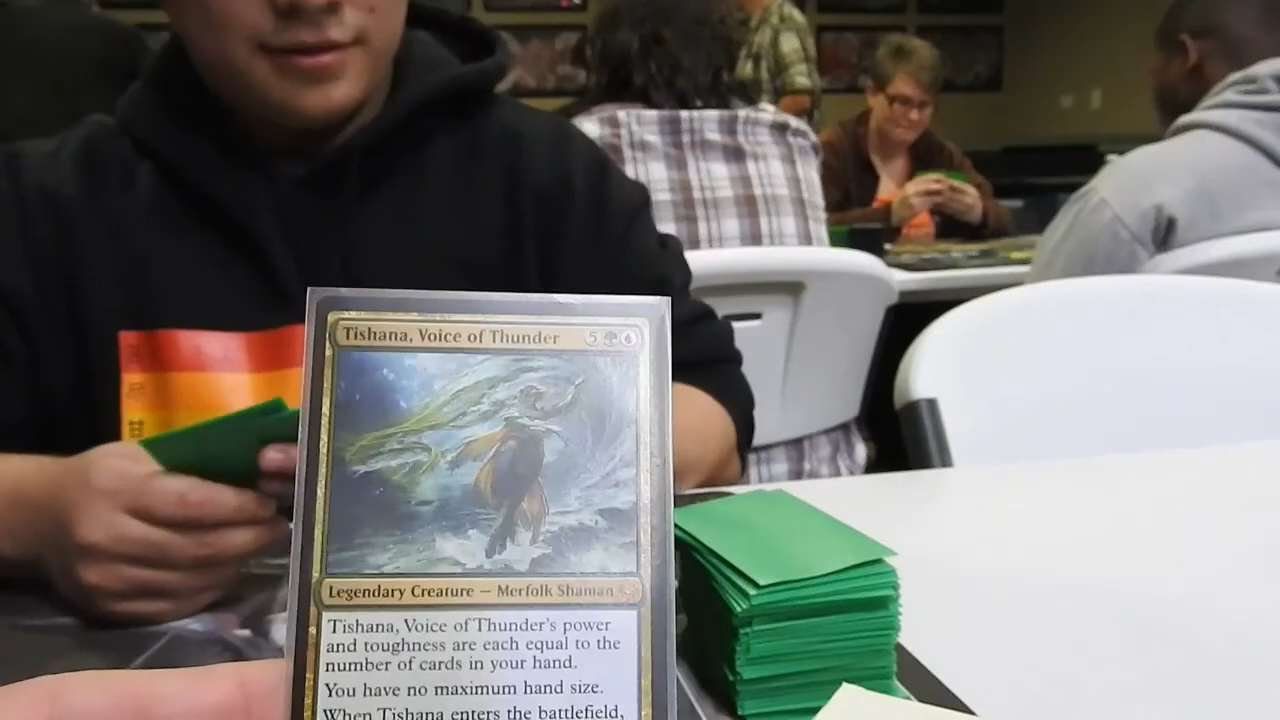 Tishana, Voice of Thunder 5
Legendary Creature — Merfolk Shaman
Tishana, Voice of Thunder's power
and toughness are each equal to the
number of cards in your hand.
You have no maximum hand size.
When Tishana enters the battlefield,